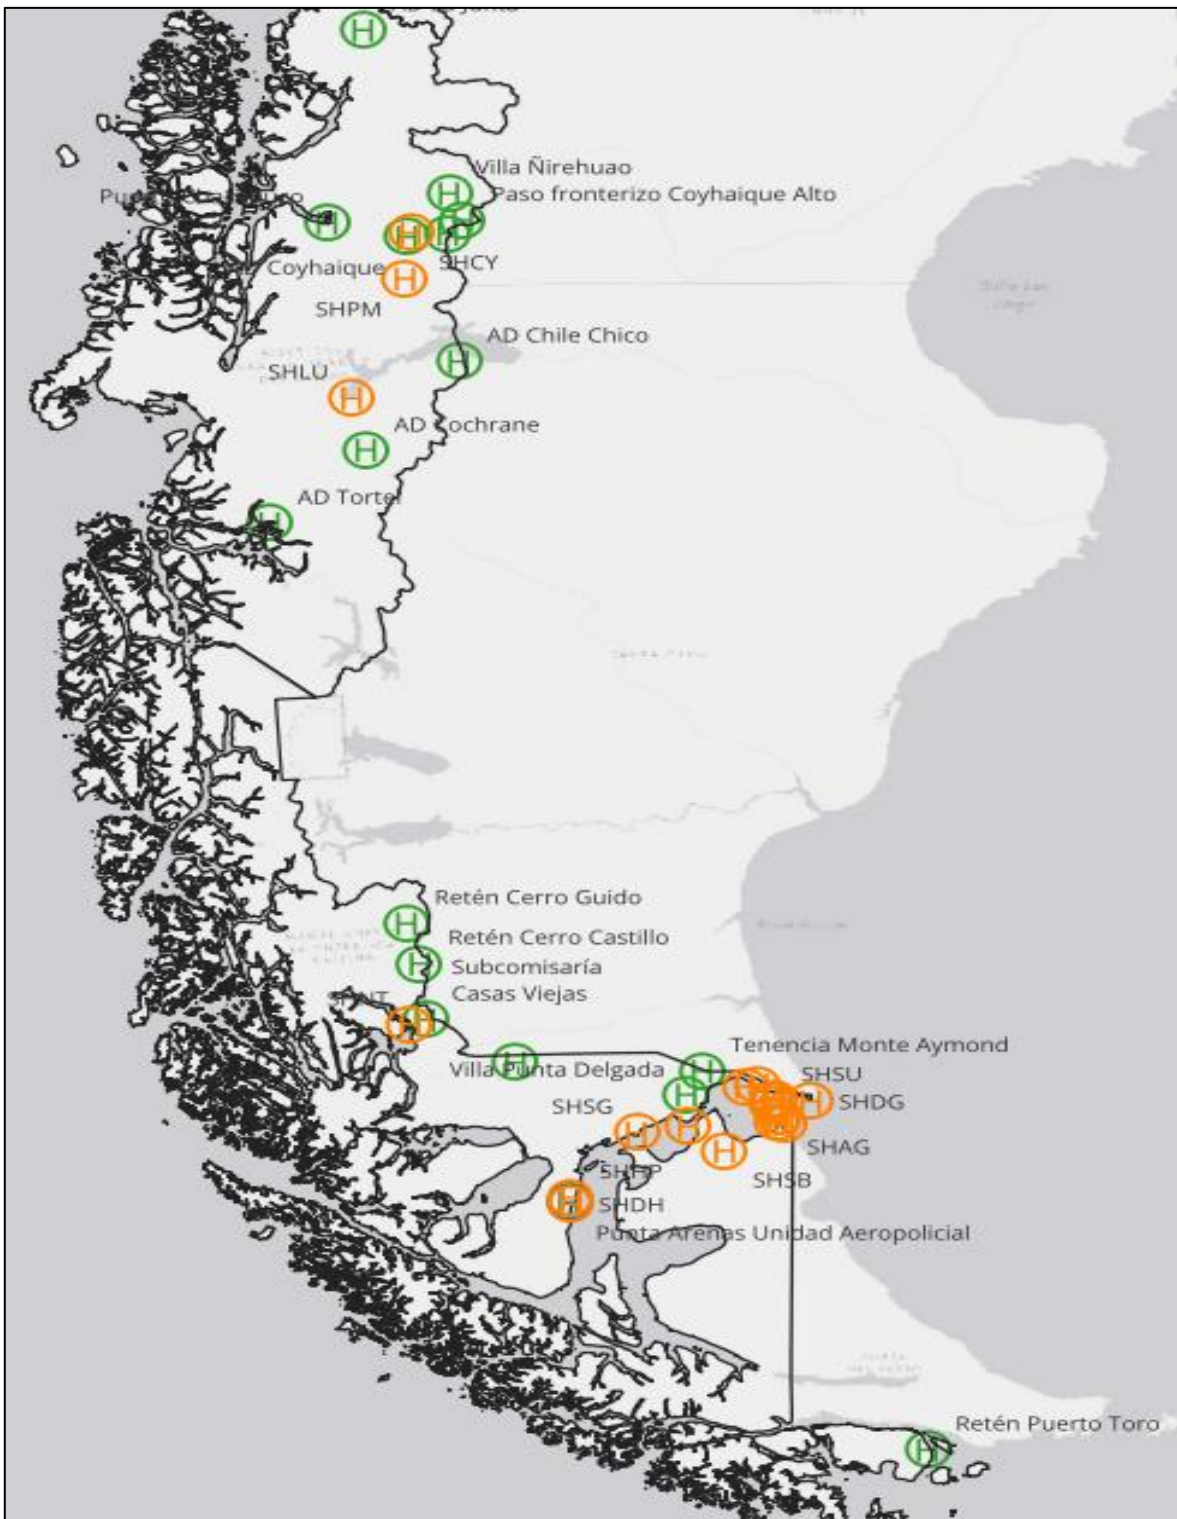 Villa Ñirehuao
Paso fronterizo Coyhaique Alto
H
H
H
H
H
H
H
H
Coyhaique
SHCY
SHPM
AD Chile Chico
H
SHLU
H
AD Cochrane
H
AD Tortel
H
Retén Cerro Guido
H
Retén Cerro Castillo
H
Subcomisaría
Casas Viejas
H
H
Tenencia Monte Aymond
H
Villa Punta Delgada
H
SHSU
H
SHDG
SHSG
H
H
H
SHAG
H
SHSB
SHHP
H
SHDH
Punta Arenas Unidad Aeropolicial
Retén Puerto Toro
H